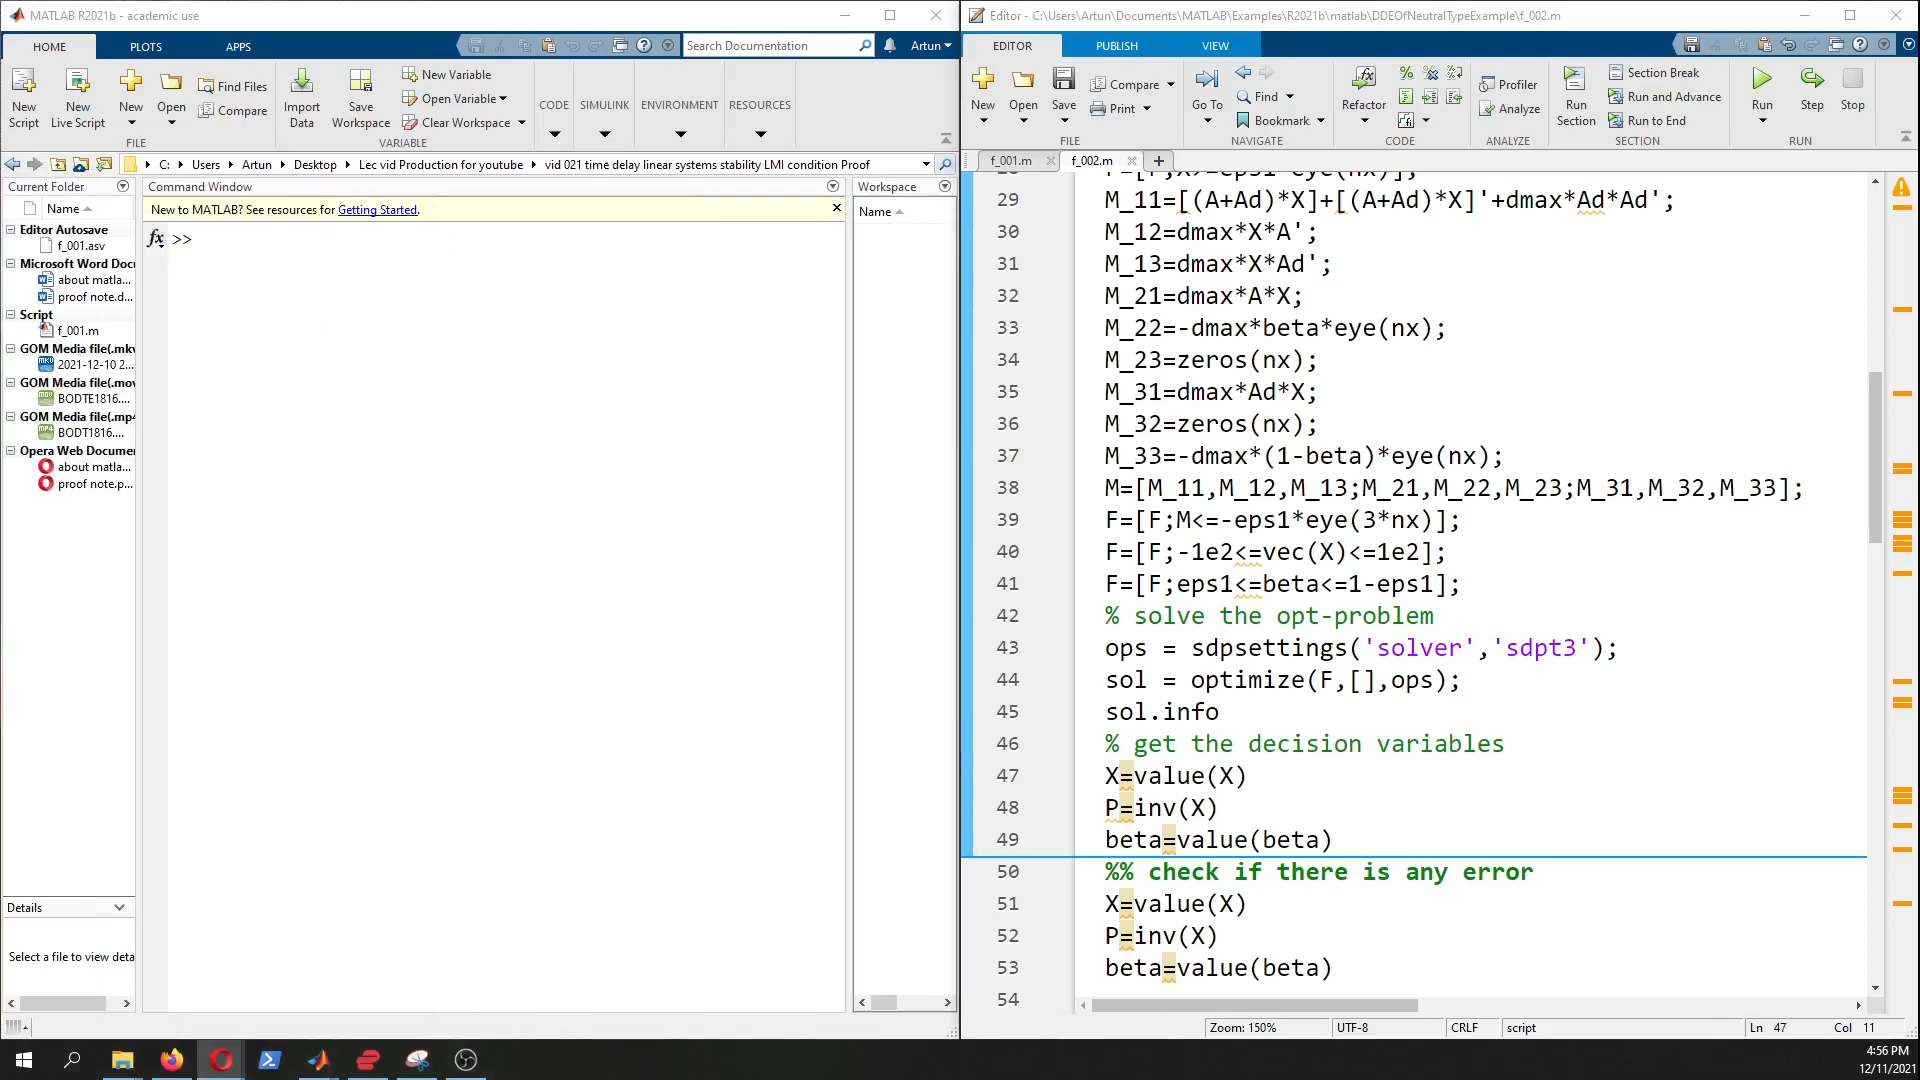 MATLAB R2021b - academic use
HOME PLOTS APPS
Search Documentation
Artun
New Script
New Live Script
New
Open
Find Files
Compare
Import Data
Save Workspace
New Variable
Open Variable
Clear Workspace
CODE SIMULINK ENVIRONMENT RESOURCES
FILE VARIABLE
C: Users Artun Desktop Lec vid Production for youtube vid 021 time delay linear systems stability LMI condition Proof
Current Folder
Name
Editor Autosave
f_001.asv
Microsoft Word Docu
about matla...
proof note.d...
Script
f_001.m
GOM Media file(.mkv
2021-12-10 2...
GOM Media file(.mov
BODTE1816....
GOM Media file(.mp4
BODT1816....
Opera Web Documen
about matla...
proof note.p...
Details
Select a file to view deta
Command Window
New to MATLAB? See resources for Getting Started.
fx >>
Workspace
Name
Editor - C:\Users\Artun\Documents\MATLAB\Examples\R2021b\matlab\DDEOfNeutralTypeExample\f_002.m
EDITOR PUBLISH VIEW
New
Open
Save
Compare
Print
Go To
Find
Bookmark
Refactor
Profiler
Analyze
Run Section
Section Break
Run and Advance
Run to End
Run
Step
Stop
FILE NAVIGATE CODE ANALYZE SECTION RUN
f_001.m f_002.m
29 M_11=[(A+Ad)*X]+[(A+Ad)*X]'+dmax*Ad*Ad';
30 M_12=dmax*X*A';
31 M_13=dmax*X*Ad';
32 M_21=dmax*A*X;
33 M_22=-dmax*beta*eye(nx);
34 M_23=zeros(nx);
35 M_31=dmax*Ad*X;
36 M_32=zeros(nx);
37 M_33=-dmax*(1-beta)*eye(nx);
38 M=[M_11,M_12,M_13;M_21,M_22,M_23;M_31,M_32,M_33];
39 F=[F;M<=-eps1*eye(3*nx)];
40 F=[F;-1e2<=vec(X)<=1e2];
41 F=[F;eps1<=beta<=1-eps1];
42 % solve the opt-problem
43 ops = sdpsettings('solver','sdpt3');
44 sol = optimize(F,[],ops);
45 sol.info
46 % get the decision variables
47 X=value(X)
48 P=inv(X)
49 beta=value(beta)
50 %% check if there is any error
51 X=value(X)
52 P=inv(X)
53 beta=value(beta)
54
Zoom: 150% UTF-8 CRLF script Ln 47 Col 11
4:56 PM
12/11/2021